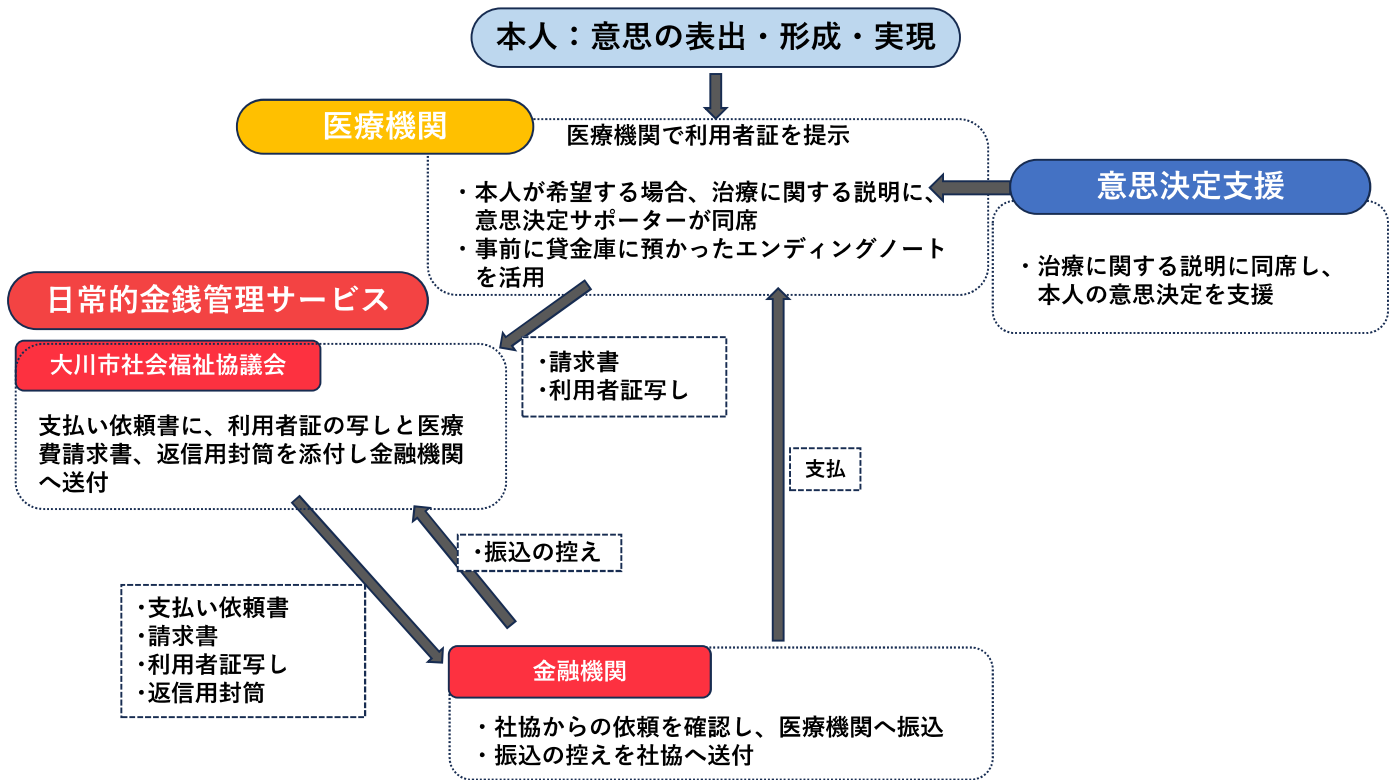 本人：意思の表出・形成・実現
医療機関
医療機関で利用者証を提示
・本人が希望する場合、治療に関する説明に、
意思決定サポーターが同席
・事前に貸金庫に預かったエンディングノート
を活用
意思決定支援
・治療に関する説明に同席し、
本人の意思決定を支援
日常的金銭管理サービス
大川市社会福祉協議会
支払い依頼書に、利用者証の写しと医療
費請求書、返信用封筒を添付し金融機関
へ送付
・請求書
・利用者証写し
支払
・振込の控え
・支払い依頼書
・請求書
・利用者証写し
・返信用封筒
金融機関
・社協からの依頼を確認し、医療機関へ振込
・振込の控えを社協へ送付